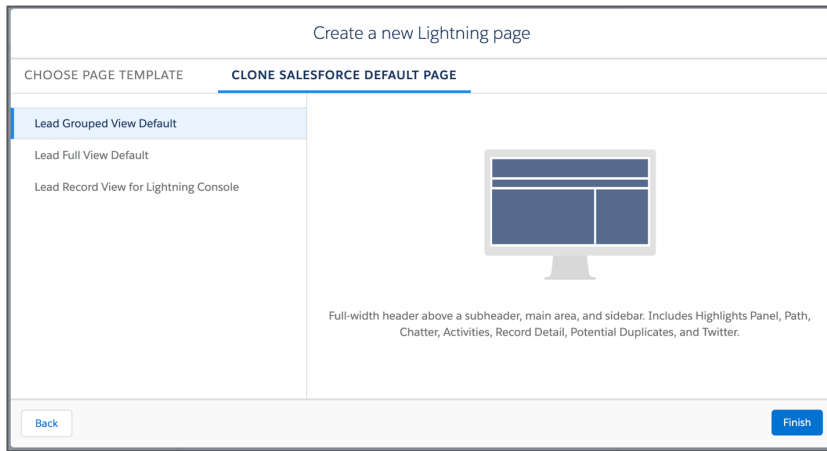 Create a new Lightning page
CHOOSE PAGE TEMPLATE
CLONE SALESFORCE DEFAULT PAGE
Lead Grouped View Default
Lead Full View Default
Lead Record View for Lightning Console
Full-width header above a subheader, main area, and sidebar. Includes Highlights Panel, Path,
Chatter, Activities, Record Detail, Potential Duplicates, and Twitter.
Back
Finish